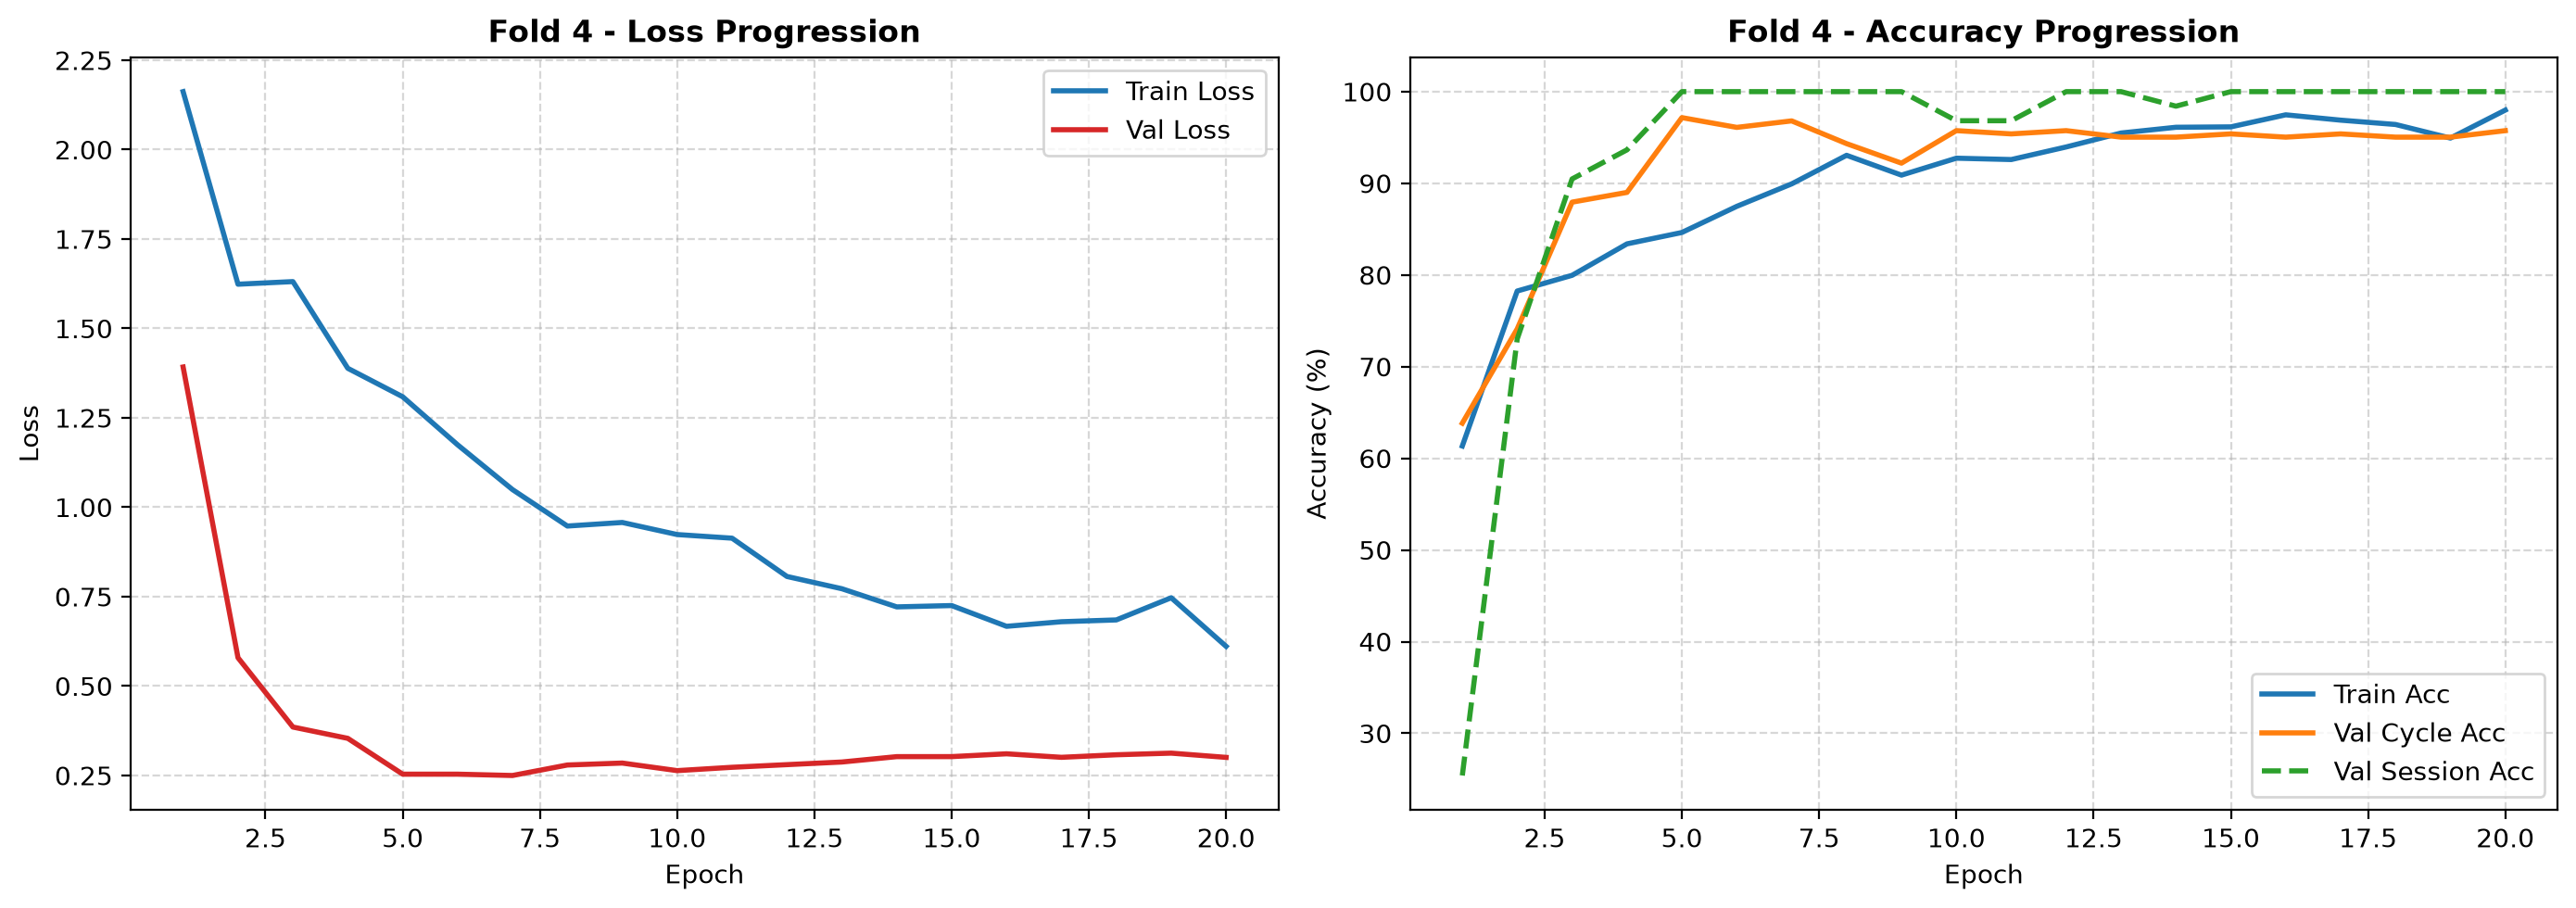 Fold 4 - Loss Progression
2.25
2.00
1.75
1.50
1.25
1.00
0.75
0.50
0.25
Loss
Train Loss
Val Loss
2.5 5.0 7.5 10.0 12.5 15.0 17.5 20.0
Epoch
Fold 4 - Accuracy Progression
100
90
80
70
60
50
40
30
Accuracy (%)
Train Acc
Val Cycle Acc
Val Session Acc
2.5 5.0 7.5 10.0 12.5 15.0 17.5 20.0
Epoch